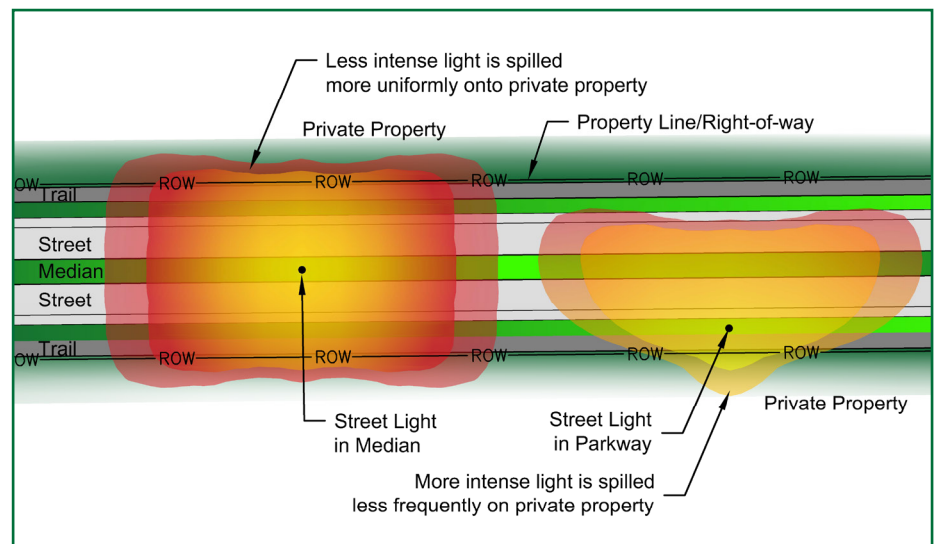 Less intense light is spilled
more uniformly onto private property
Private Property
Property Line/Right-of-way
OW
ROW
ROW
ROW
ROW
ROW
Trail
Street
Median
Street
Trail
OW
ROW
ROW
ROW
ROW
ROW
Street Light
in Median
Street Light
in Parkway
Private Property
More intense light is spilled
less frequently on private property